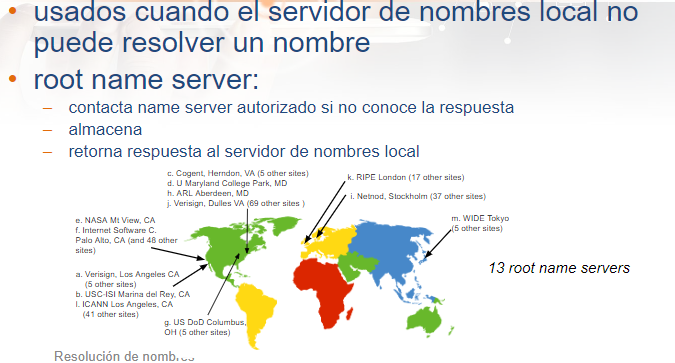 usados cuando el servidor de nombres local no
puede resolver un nombre
root name server:
– contacta name server autorizado si no conoce la respuesta
– almacena
– retorna respuesta al servidor de nombres local
c. Cogent, Herndon, VA (5 other sites)
d. U Maryland College Park, MD
h. ARL Aberdeen, MD
j. Verisign, Dulles VA (69 other sites )
k. RIPE London (17 other sites)
i. Netnod, Stockholm (37 other sites)
m. WIDE Tokyo
(5 other sites)
e. NASA Mt View, CA
f. Internet Software C.
Palo Alto, CA (and 48 other
sites)
a. Verisign, Los Angeles CA
(5 other sites)
b. USC-ISI Marina del Rey, CA
l. ICANN Los Angeles, CA
(41 other sites)
g. US DoD Columbus,
OH (5 other sites)
13 root name servers
Resolución de nombres